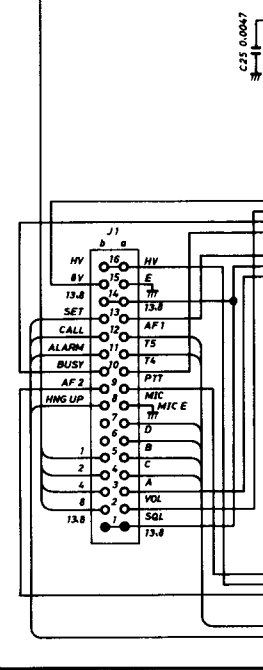 C25 0.0047
J1
b a
HV 16 HV
8V 15 E
13.8 14 13.8
SET 13 AF1
CALL 12 T5
ALARM 11 T4
BUSY 10 PTT
AF2 9 MIC
HNG UP 8 MIC E
7 D
6 B
1 5 C
2 4 A
4 3 VOL
8 2 SQL
13.8 1 13.8